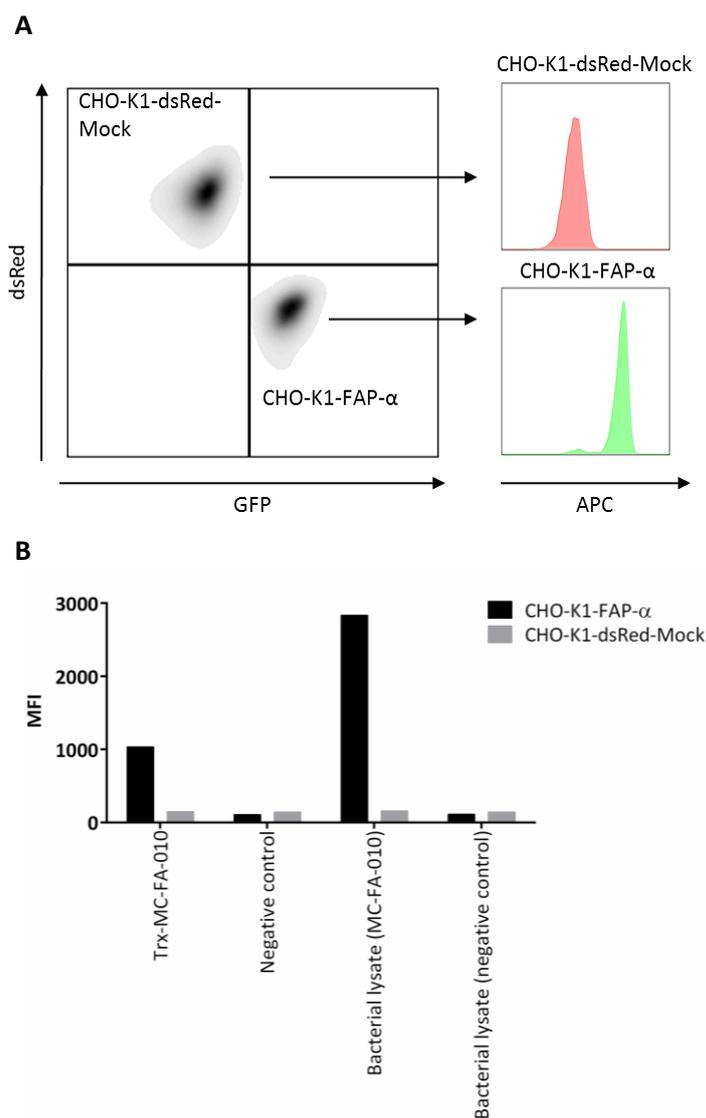 A
CHO-K1-dsRed-
Mock
CHO-K1-dsRed-Mock
dsRed
CHO-K1-FAP-α
CHO-K1-FAP-α
GFP
APC
B
3000
2000
1000
0
MFI
CHO-K1-FAP-α
CHO-K1-dsRed-Mock
Trx-MC-FA-010
Negative control
Bacterial lysate (MC-FA-010)
Bacterial lysate (negative control)